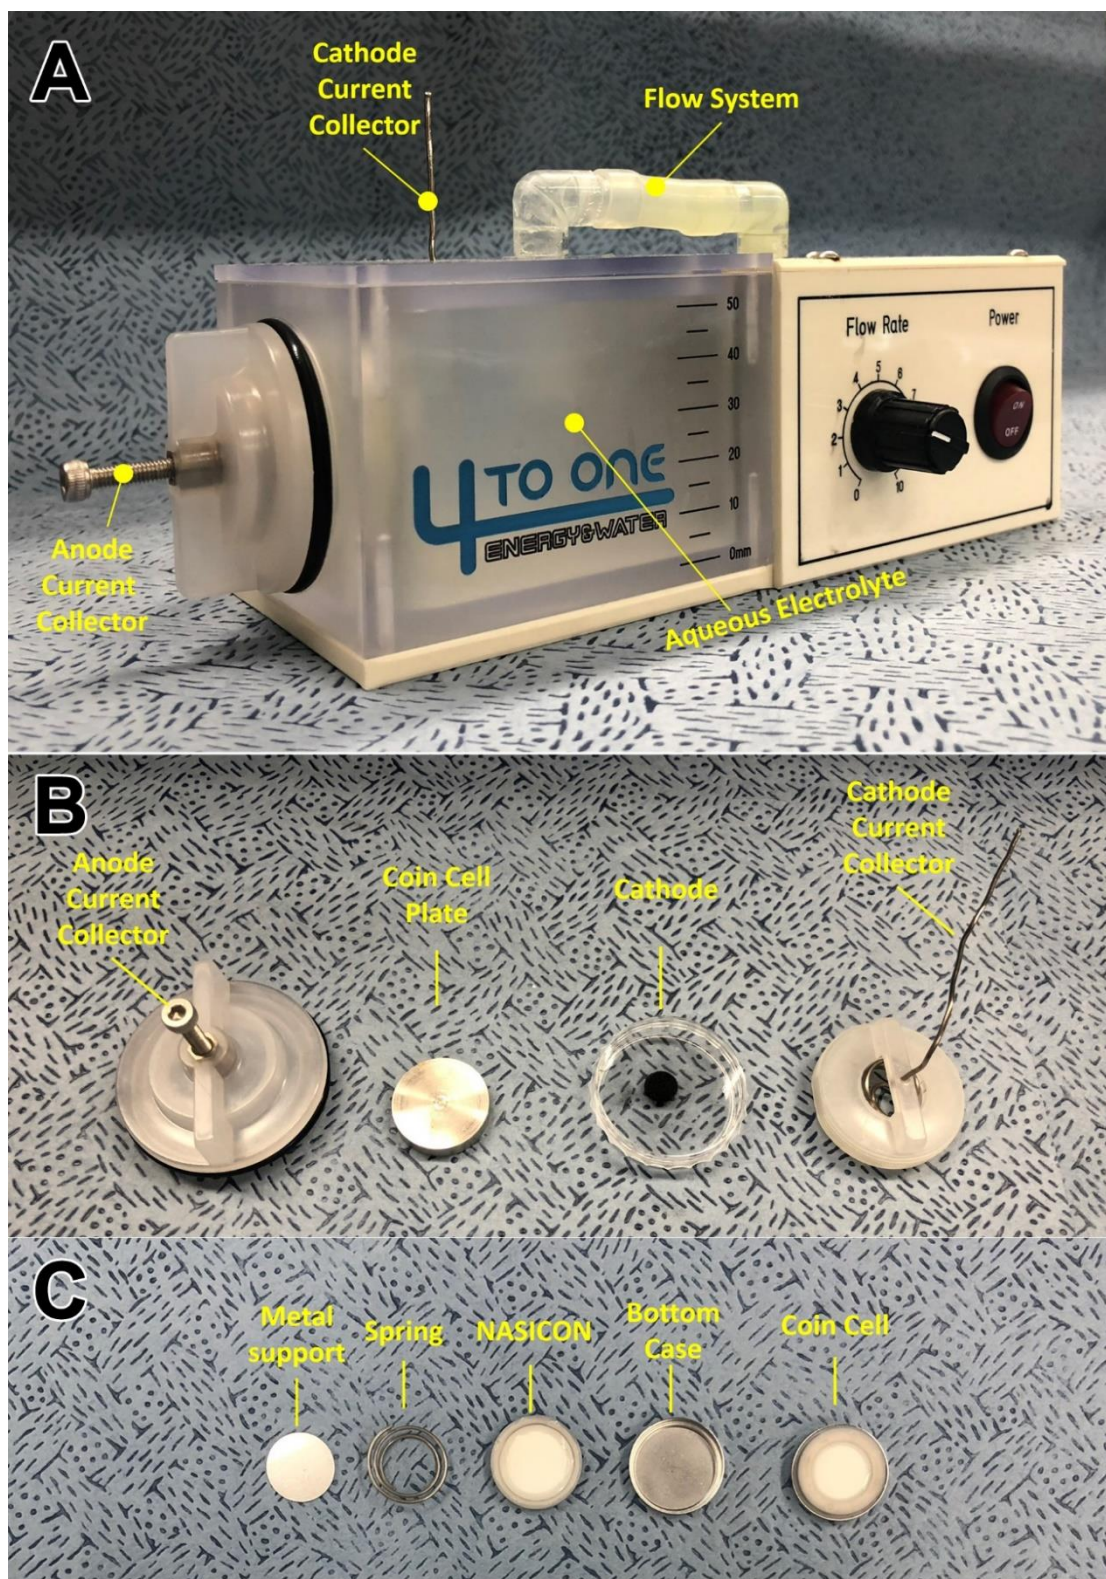 A
Cathode
Current
Collector
Flow System
50
40
30
20
10
0mm
Flow Rate
Power
0
1
2
3
4
5
6
7
10
ON
OFF
4 TO ONE
ENERGY&WATER
Anode
Current
Collector
Aqueous Electrolyte
B
Anode
Current
Collector
Coin Cell
Plate
Cathode
Cathode
Current
Collector
C
Metal
support
Spring
NASICON
Bottom
Case
Coin Cell